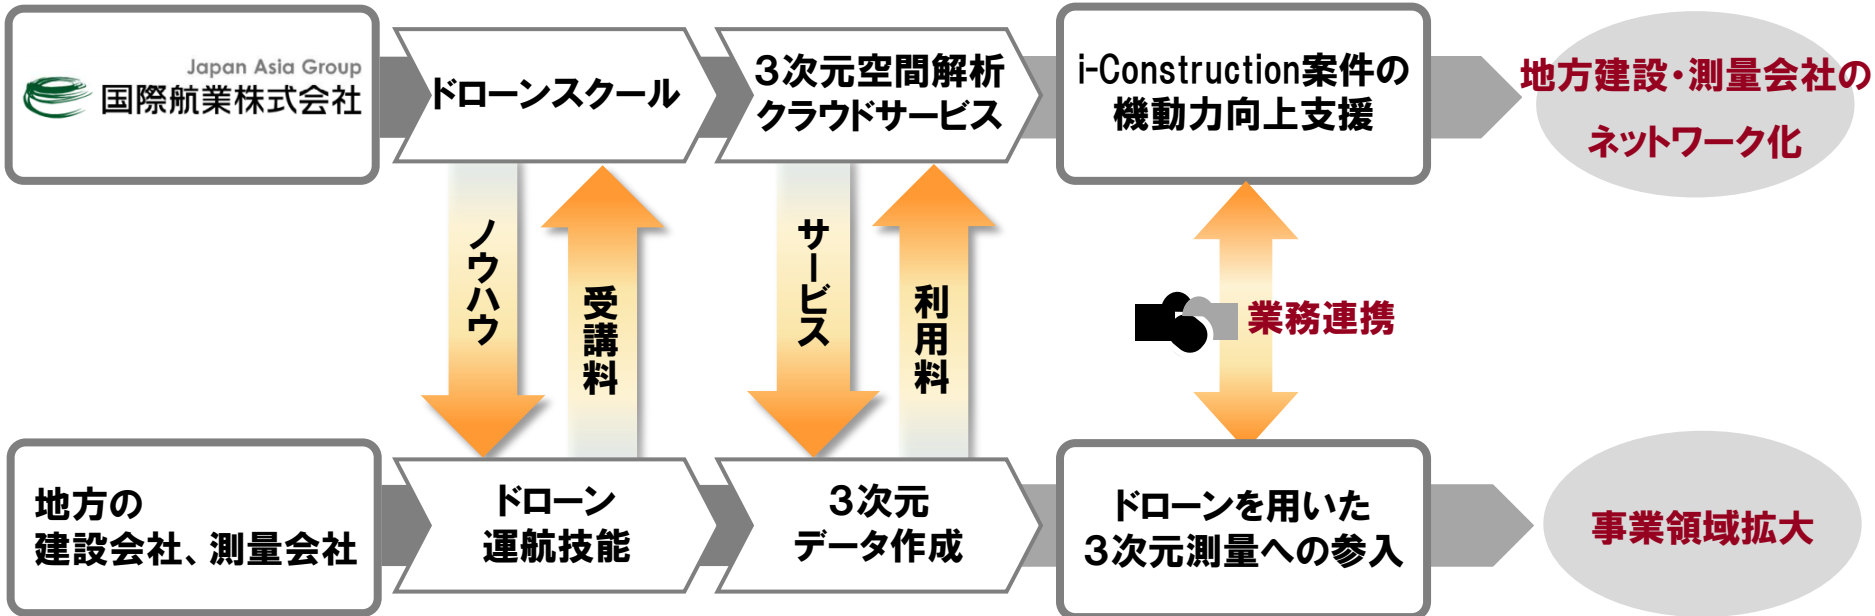 Japan Asia Group
国際航業株式会社
ドローンスクール
3次元空間解析
クラウドサービス
i-Construction案件の
機動力向上支援
地方建設・測量会社の
ネットワーク化
ノウハウ
受講料
サービス
利用料
業務連携
地方の
建設会社、測量会社
ドローン
運航技能
3次元
データ作成
ドローンを用いた
3次元測量への参入
事業領域拡大